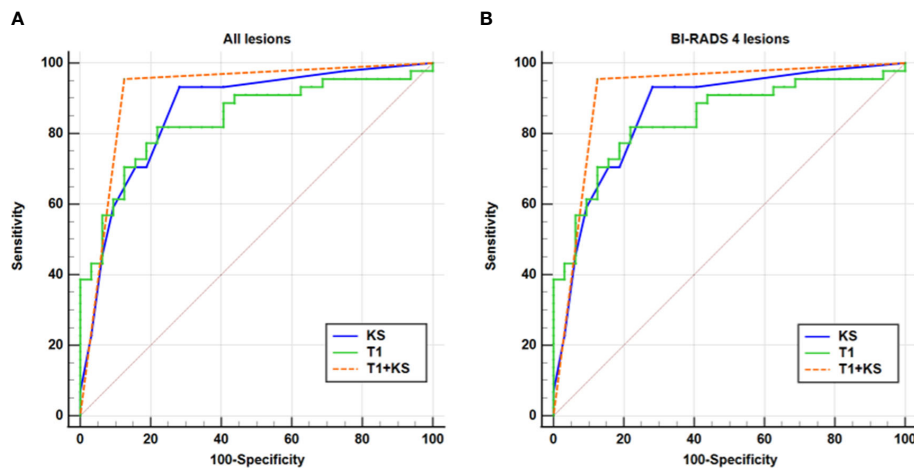 A
All lesions
100
80
60
40
20
0
Sensitivity
KS
T1
T1+KS
0 20 40 60 80 100
100-Specificity
B
BI-RADS 4 lesions
100
80
60
40
20
0
Sensitivity
KS
T1
T1+KS
0 20 40 60 80 100
100-Specificity